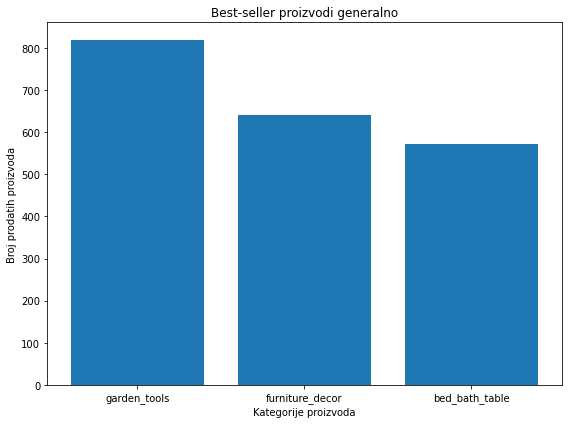 Best-seller proizvodi generalno
Broj prodatih proizvoda
800
700
600
500
400
300
200
100
0
garden_tools furniture_decor bed_bath_table
Kategorije proizvoda